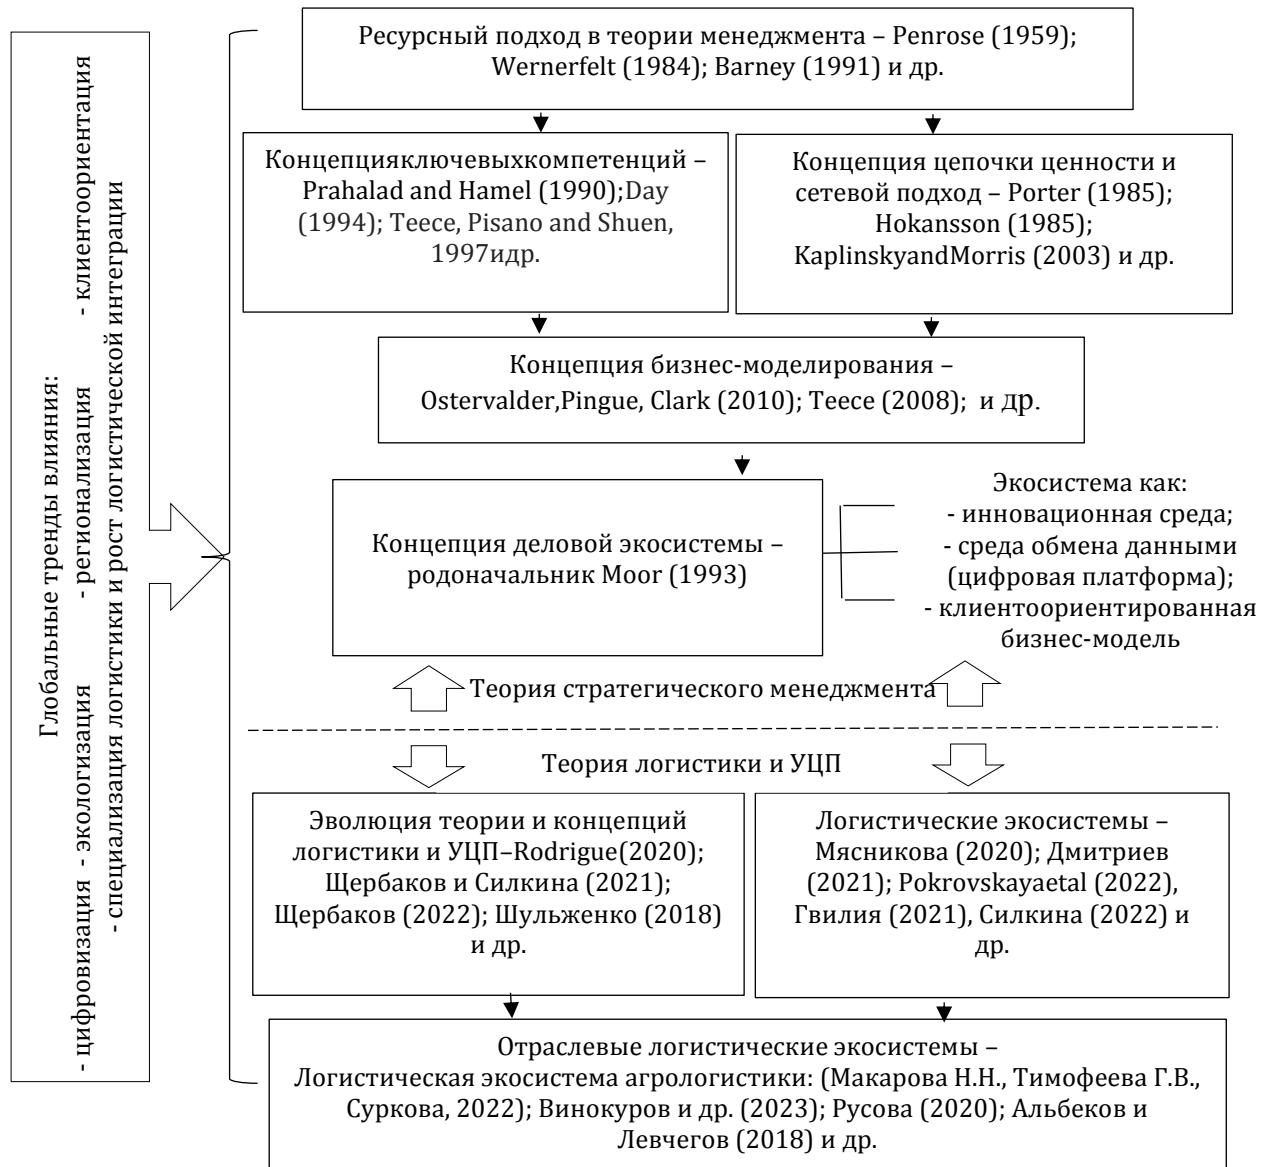 Глобальные тренды влияния:
- цифровизация - экологизация - регионализация - клиентоориентация
- специализация логистики и рост логистической интеграции
Ресурсный подход в теории менеджмента – Penrose (1959);
Wernerfelt (1984); Barney (1991) и др.
Концепцияключевыхкомпетенций –
Prahalad and Hamel (1990);Day
(1994); Teece, Pisano and Shuen,
1997идр.
Концепция цепочки ценности и
сетевой подход – Porter (1985);
Hokansson (1985);
KaplinskyandMorris (2003) и др.
Концепция бизнес-моделирования –
Ostervalder,Pingue, Clark (2010); Teece (2008); и др.
Концепция деловой экосистемы –
родоначальник Moor (1993)
Экосистема как:
- инновационная среда;
- среда обмена данными
(цифровая платформа);
- клиентоориентированная
бизнес-модель
Теория стратегического менеджмента
Теория логистики и УЦП
Эволюция теории и концепций
логистики и УЦП–Rodrigue(2020);
Щербаков и Силкина (2021);
Щербаков (2022); Шульженко (2018)
и др.
Логистические экосистемы –
Мясникова (2020); Дмитриев
(2021); Pokrovskayaetal (2022),
Гвилия (2021), Силкина (2022) и
др.
Отраслевые логистические экосистемы –
Логистическая экосистема агрологистики: (Макарова Н.Н., Тимофеева Г.В.,
Суркова, 2022); Винокуров и др. (2023); Русова (2020); Альбеков и
Левчегов (2018) и др.